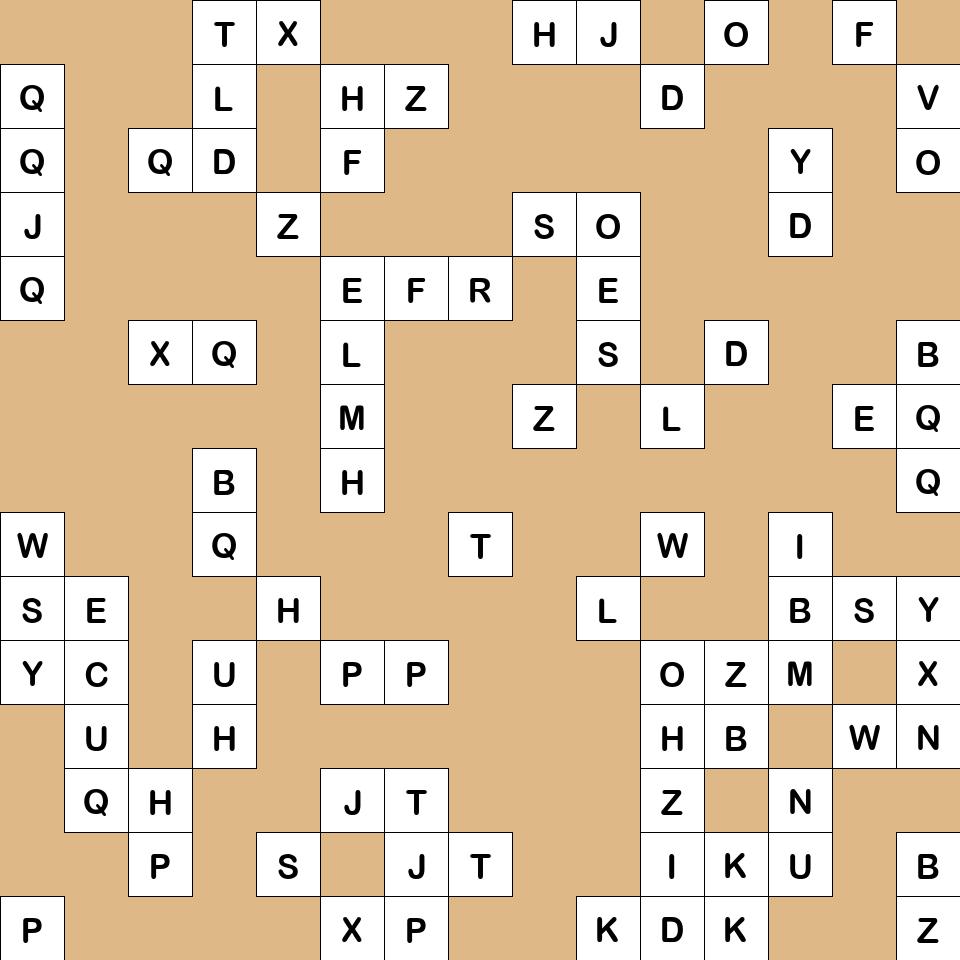 T X H J O F
Q L H Z D V
Q Q D F Y O
J Z S O D
Q E F R E
X Q L S D B
M Z L E Q
B H Q
W Q T W I
S E H L B S Y
Y C U P P O Z M X
U H H B W N
Q H J T Z N
P S J T I K U B
P X P K D K Z